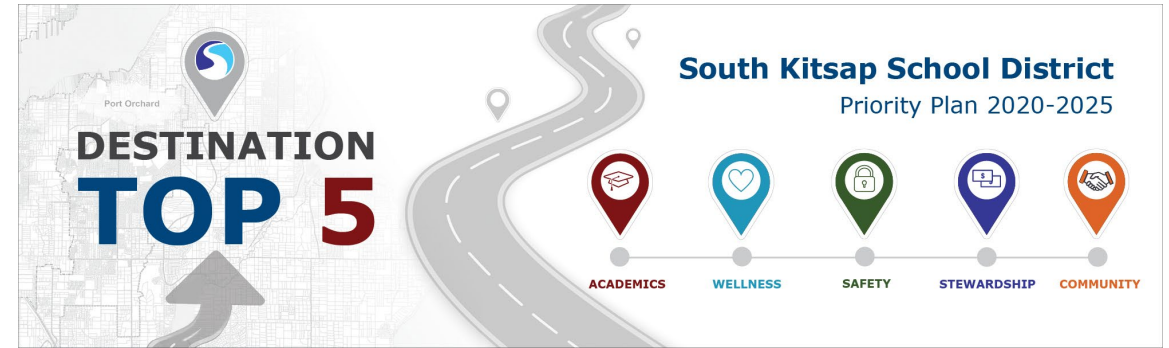 Port Orchard
DESTINATION
TOP 5
South Kitsap School District
Priority Plan 2020-2025
$
ACADEMICS
WELLNESS
SAFETY
STEWARDSHIP
COMMUNITY